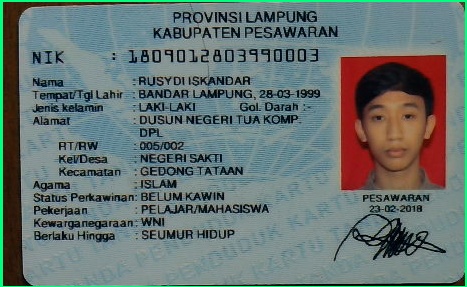 PROVINSI LAMPUNG
KABUPATEN PESAWARAN
NIK : 1809012803990003
Nama : RUSYDI ISKANDAR
Tempat/Tgl Lahir : BANDAR LAMPUNG, 28-03-1999
Jenis kelamin : LAKI-LAKI Gol. Darah :-
Alamat : DUSUN NEGERI TUA KOMP.
DPL
RT/RW : 005/002
Kel/Desa : NEGERI SAKTI
Kecamatan : GEDONG TATAAN
Agama : ISLAM
Status Perkawinan: BELUM KAWIN
Pekerjaan : PELAJAR/MAHASISWA
Kewarganegaraan: WNI
Berlaku Hingga : SEUMUR HIDUP
PESAWARAN
23-02-2018